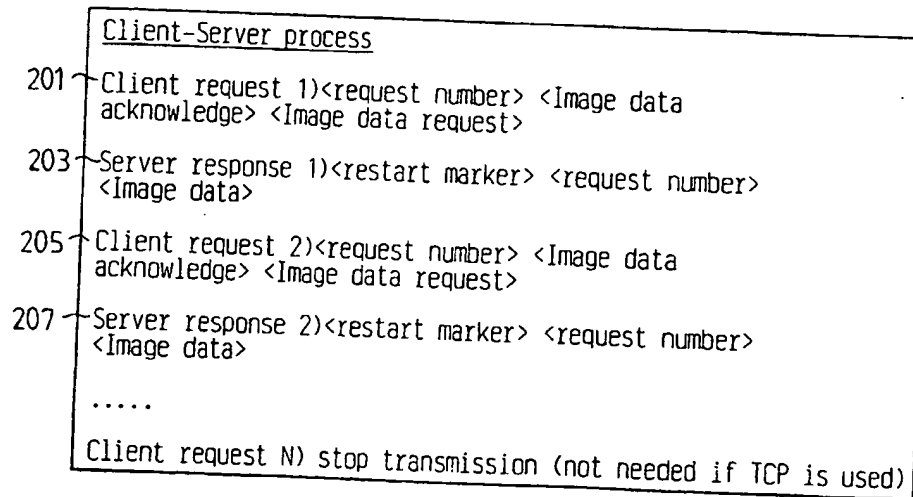 Client-Server process
201 Client request 1)<request number> <Image data
acknowledge> <Image data request>
203 Server response 1)<restart marker> <request number>
<Image data>
205 Client request 2)<request number> <Image data
acknowledge> <Image data request>
207 Server response 2)<restart marker> <request number>
<Image data>
.....
Client request N) stop transmission (not needed if TCP is used)